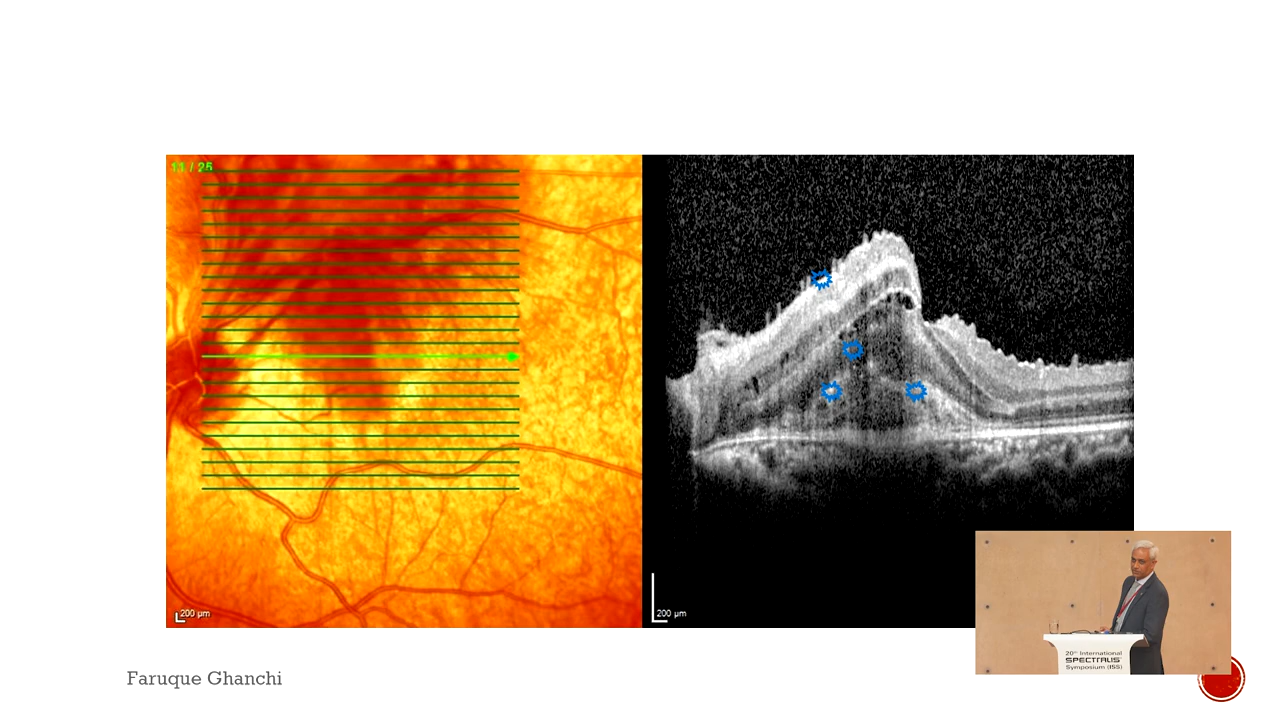 11 / 25
200 µm
200 µm
Faruque Ghanchi
20th International
SPECTRALIS
Symposium (ISS)